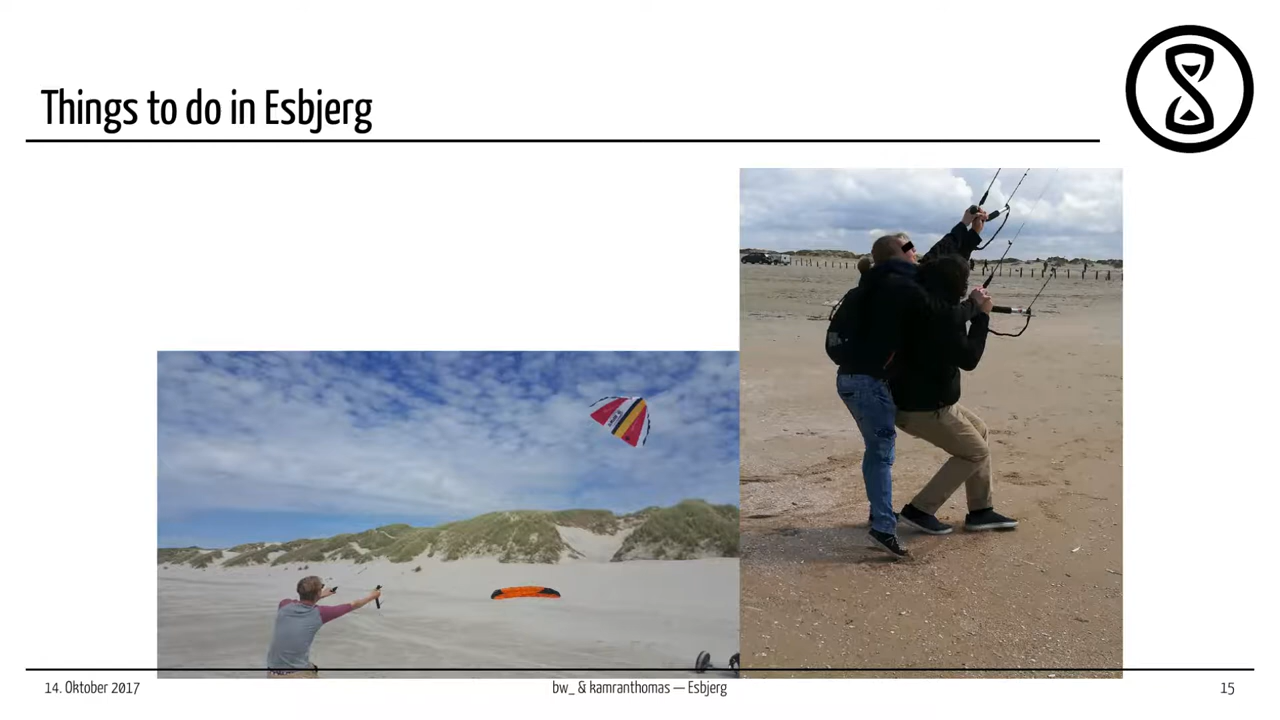 Things to do in Esbjerg
14. Oktober 2017
bw_ & kamranthomas — Esbjerg
15